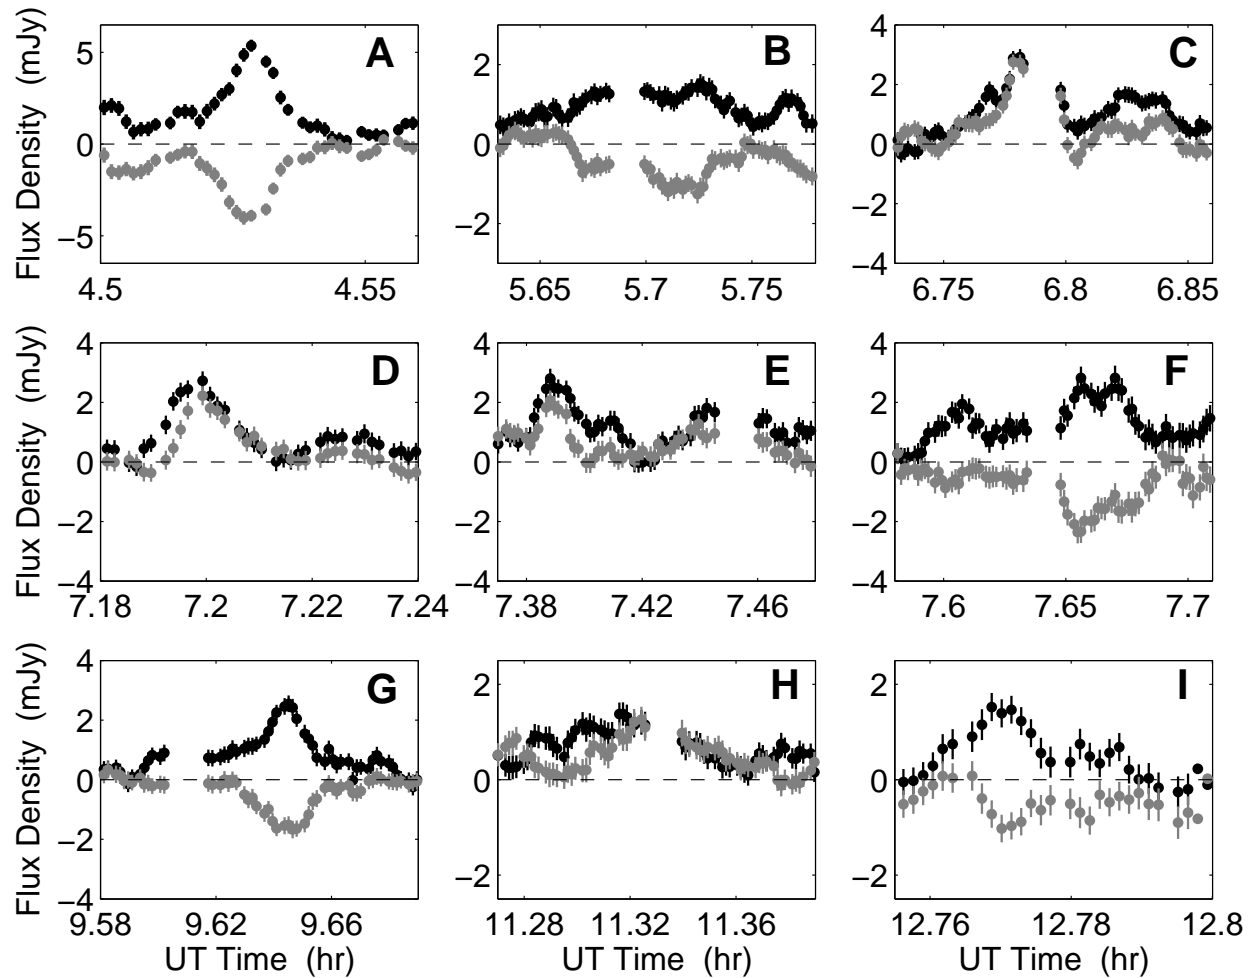 A B C
5 0 −5
2 0 −2
4 2 0 −2 −4
Flux Density (mJy)
4.5 4.55
5.65 5.7 5.75
6.75 6.8 6.85
D E F
4 2 0 −2 −4
4 2 0 −2 −4
4 2 0 −2 −4
Flux Density (mJy)
7.18 7.2 7.22 7.24
7.38 7.42 7.46
7.6 7.65 7.7
G H I
4 2 0 −2 −4
2 0 −2
2 0 −2
Flux Density (mJy)
9.58 9.62 9.66
11.28 11.32 11.36
12.76 12.78 12.8
UT Time (hr) UT Time (hr) UT Time (hr)